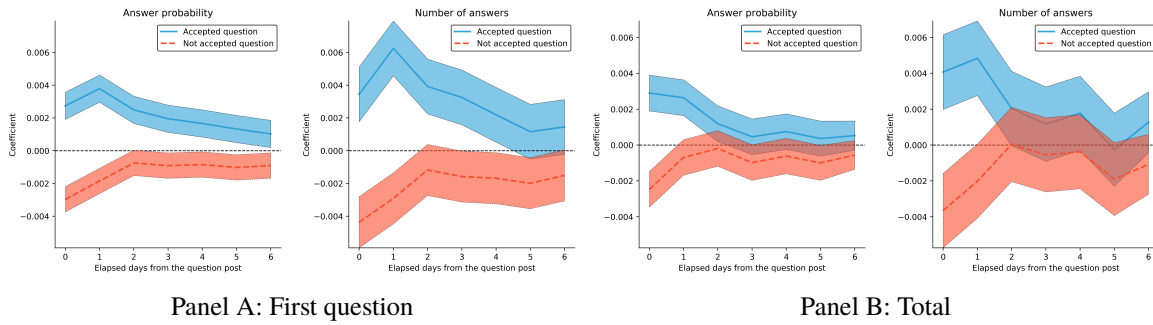 Answer probability
Accepted question
Not accepted question
0.006
0.004
0.002
0.000
−0.002
−0.004
Coefficient
0 1 2 3 4 5 6
Elapsed days from the question post
Number of answers
Accepted question
Not accepted question
0.006
0.004
0.002
0.000
−0.002
−0.004
Coefficient
0 1 2 3 4 5 6
Elapsed days from the question post
Panel A: First question
Answer probability
Accepted question
Not accepted question
0.006
0.004
0.002
0.000
−0.002
−0.004
Coefficient
0 1 2 3 4 5 6
Elapsed days from the question post
Number of answers
Accepted question
Not accepted question
0.006
0.004
0.002
0.000
−0.002
−0.004
Coefficient
0 1 2 3 4 5 6
Elapsed days from the question post
Panel B: Total